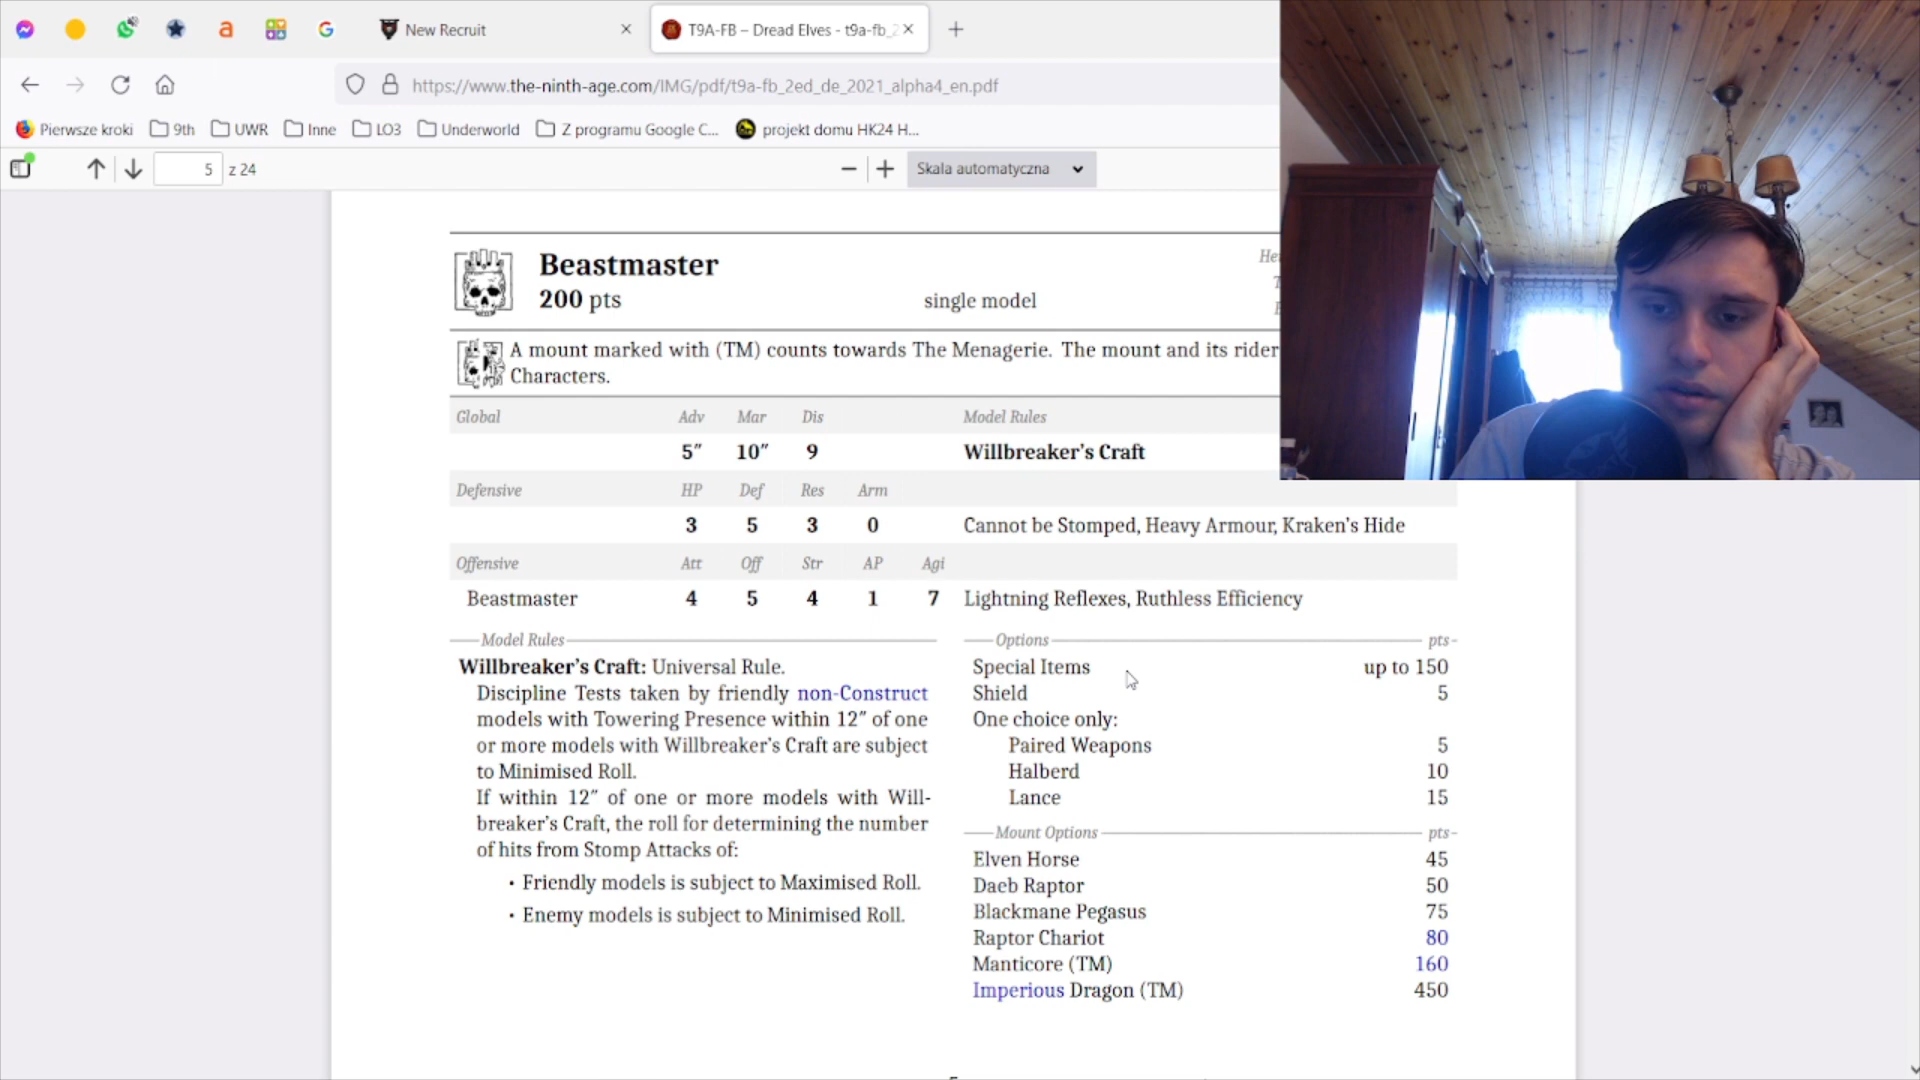 New Recruit
T9A-FB – Dread Elves - t9a-fb_2
https://www.the-ninth-age.com/IMG/pdf/t9a-fb_2ed_de_2021_alpha4_en.pdf
Pierwsze kroki 9th UWR Inne LO3 Underworld Z programu Google C... projekt domu HK24 H...
5 z 24 Skala automatyczna
Beastmaster
200 pts single model
A mount marked with (TM) counts towards The Menagerie. The mount and its rider
Characters.
Global Adv Mar Dis Model Rules
5″ 10″ 9 Willbreaker's Craft
Defensive HP Def Res Arm
3 5 3 0 Cannot be Stomped, Heavy Armour, Kraken's Hide
Offensive Att Off Str AP Agi
Beastmaster 4 5 4 1 7 Lightning Reflexes, Ruthless Efficiency
Model Rules
Willbreaker's Craft: Universal Rule.
Discipline Tests taken by friendly non-Construct
models with Towering Presence within 12″ of one
or more models with Willbreaker's Craft are subject
to Minimised Roll.
If within 12″ of one or more models with Will-
breaker's Craft, the roll for determining the number
of hits from Stomp Attacks of:
• Friendly models is subject to Maximised Roll.
• Enemy models is subject to Minimised Roll.
Options pts
Special Items up to 150
Shield 5
One choice only:
Paired Weapons 5
Halberd 10
Lance 15
Mount Options pts
Elven Horse 45
Daeb Raptor 50
Blackmane Pegasus 75
Raptor Chariot 80
Manticore (TM) 160
Imperious Dragon (TM) 450